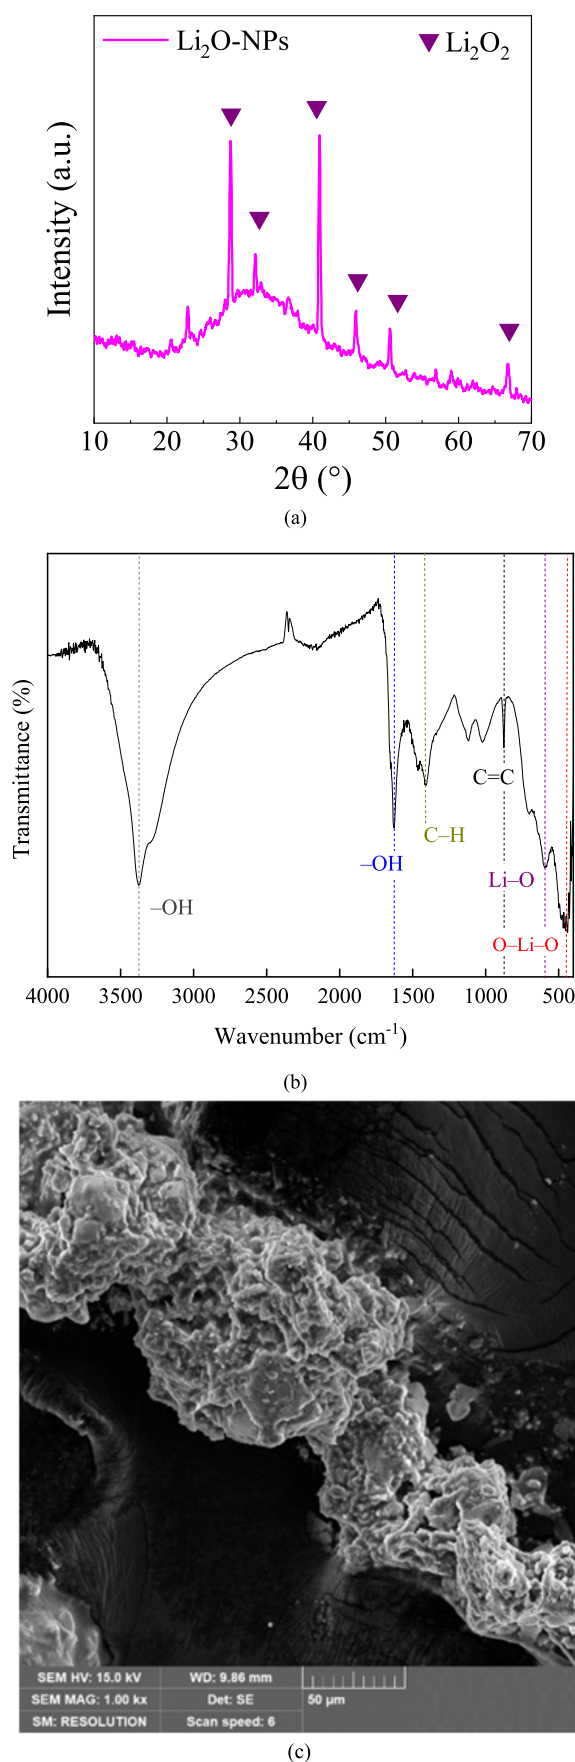 Li₂O-NPs
Li₂O₂
Intensity (a.u.)
10 20 30 40 50 60 70
2θ (°)
(a)
Transmittance (%)
C=C
C–H
–OH
Li–O
–OH
O–Li–O
4000 3500 3000 2500 2000 1500 1000 500
Wavenumber (cm⁻¹)
(b)
SEM HV: 15.0 kV WD: 9.86 mm
SEM MAG: 1.00 kx Det: SE 50 µm
SM: RESOLUTION Scan speed: 6
(c)